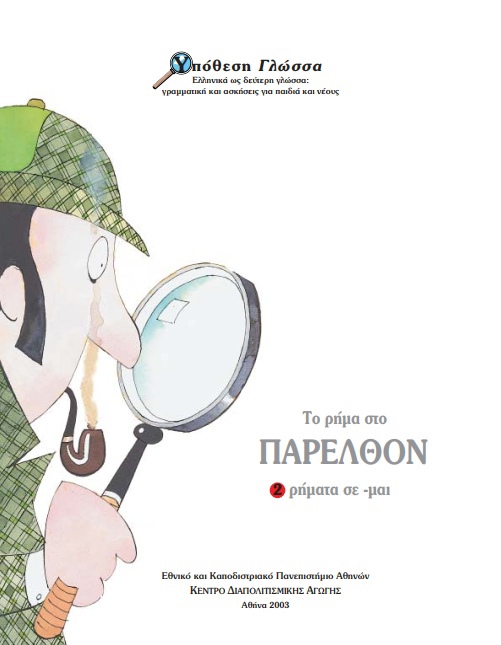 Υπόθεση Γλώσσα
Ελληνικά ως δεύτερη γλώσσα:
γραμματική και ασκήσεις για παιδιά και νέους
Το ρήμα στο
ΠΑΡΕΛΘΟΝ
2 ρήματα σε -μαι
Εθνικό και Καποδιστριακό Πανεπιστήμιο Αθηνών
ΚΕΝΤΡΟ ΔΙΑΠΟΛΙΤΙΣΜΙΚΗΣ ΑΓΩΓΗΣ
Αθήνα 2003